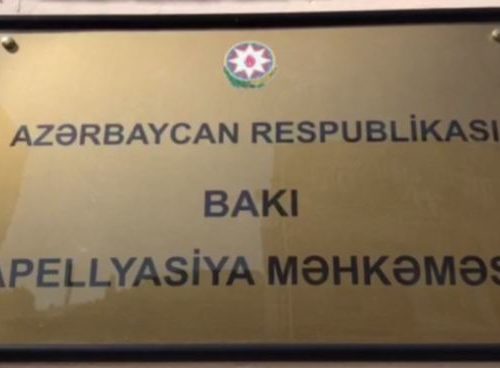 AZƏRBAYCAN RESPUBLİKASI
BAKI
APELLYASİYA MƏHKƏMƏS